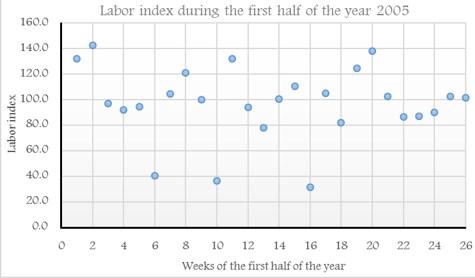 Labor index during the first half of the year 2005
160.0
140.0
120.0
100.0
80.0
60.0
40.0
20.0
0.0
Labor index
0 2 4 6 8 10 12 14 16 18 20 22 24 26
Weeks of the first half of the year